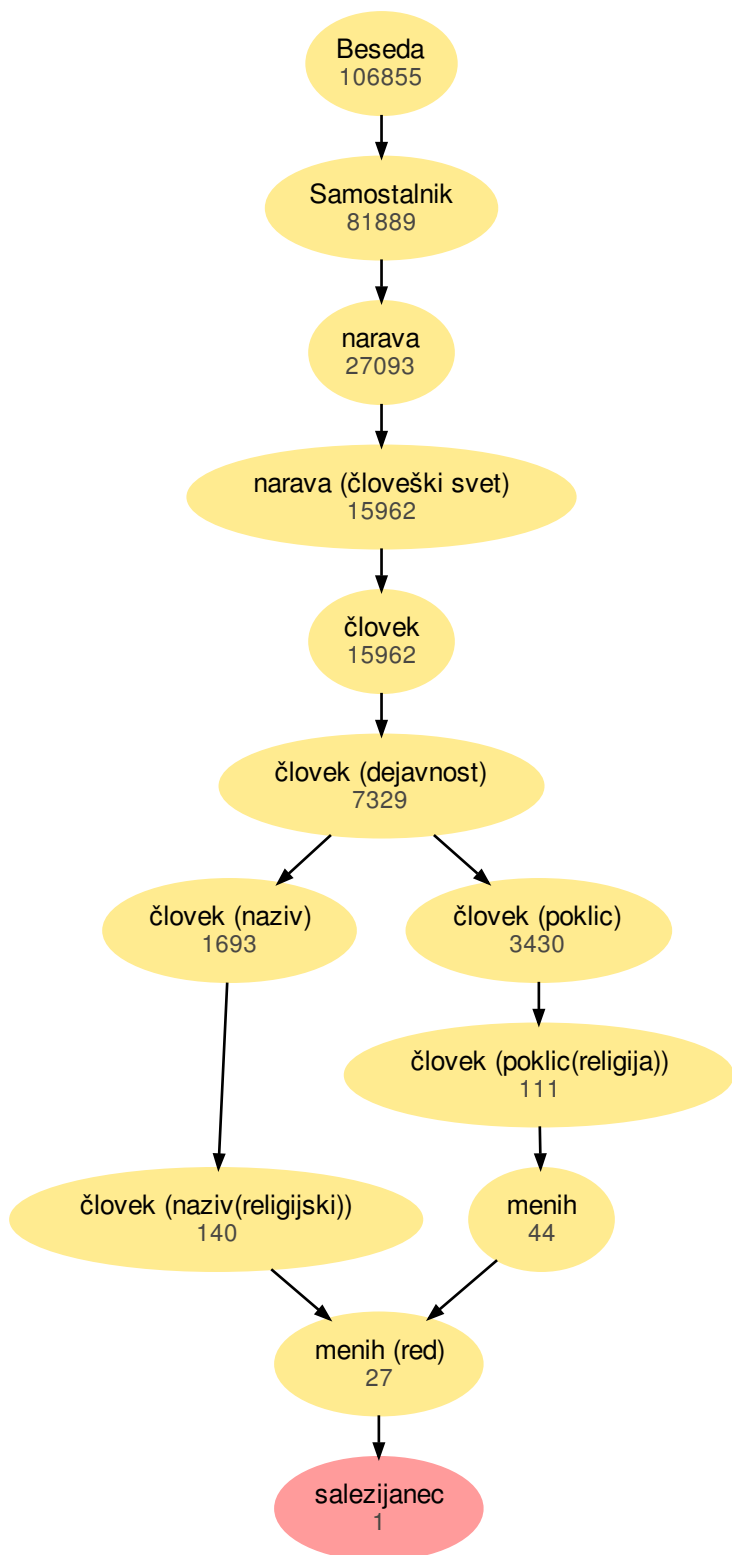 Beseda
106855
Samostalnik
81889
narava
27093
narava (človeški svet)
15962
človek
15962
človek (dejavnost)
7329
človek (naziv)
1693
človek (poklic)
3430
človek (poklic(religija))
111
človek (naziv(religijski))
140
menih
44
menih (red)
27
salezijanec
1